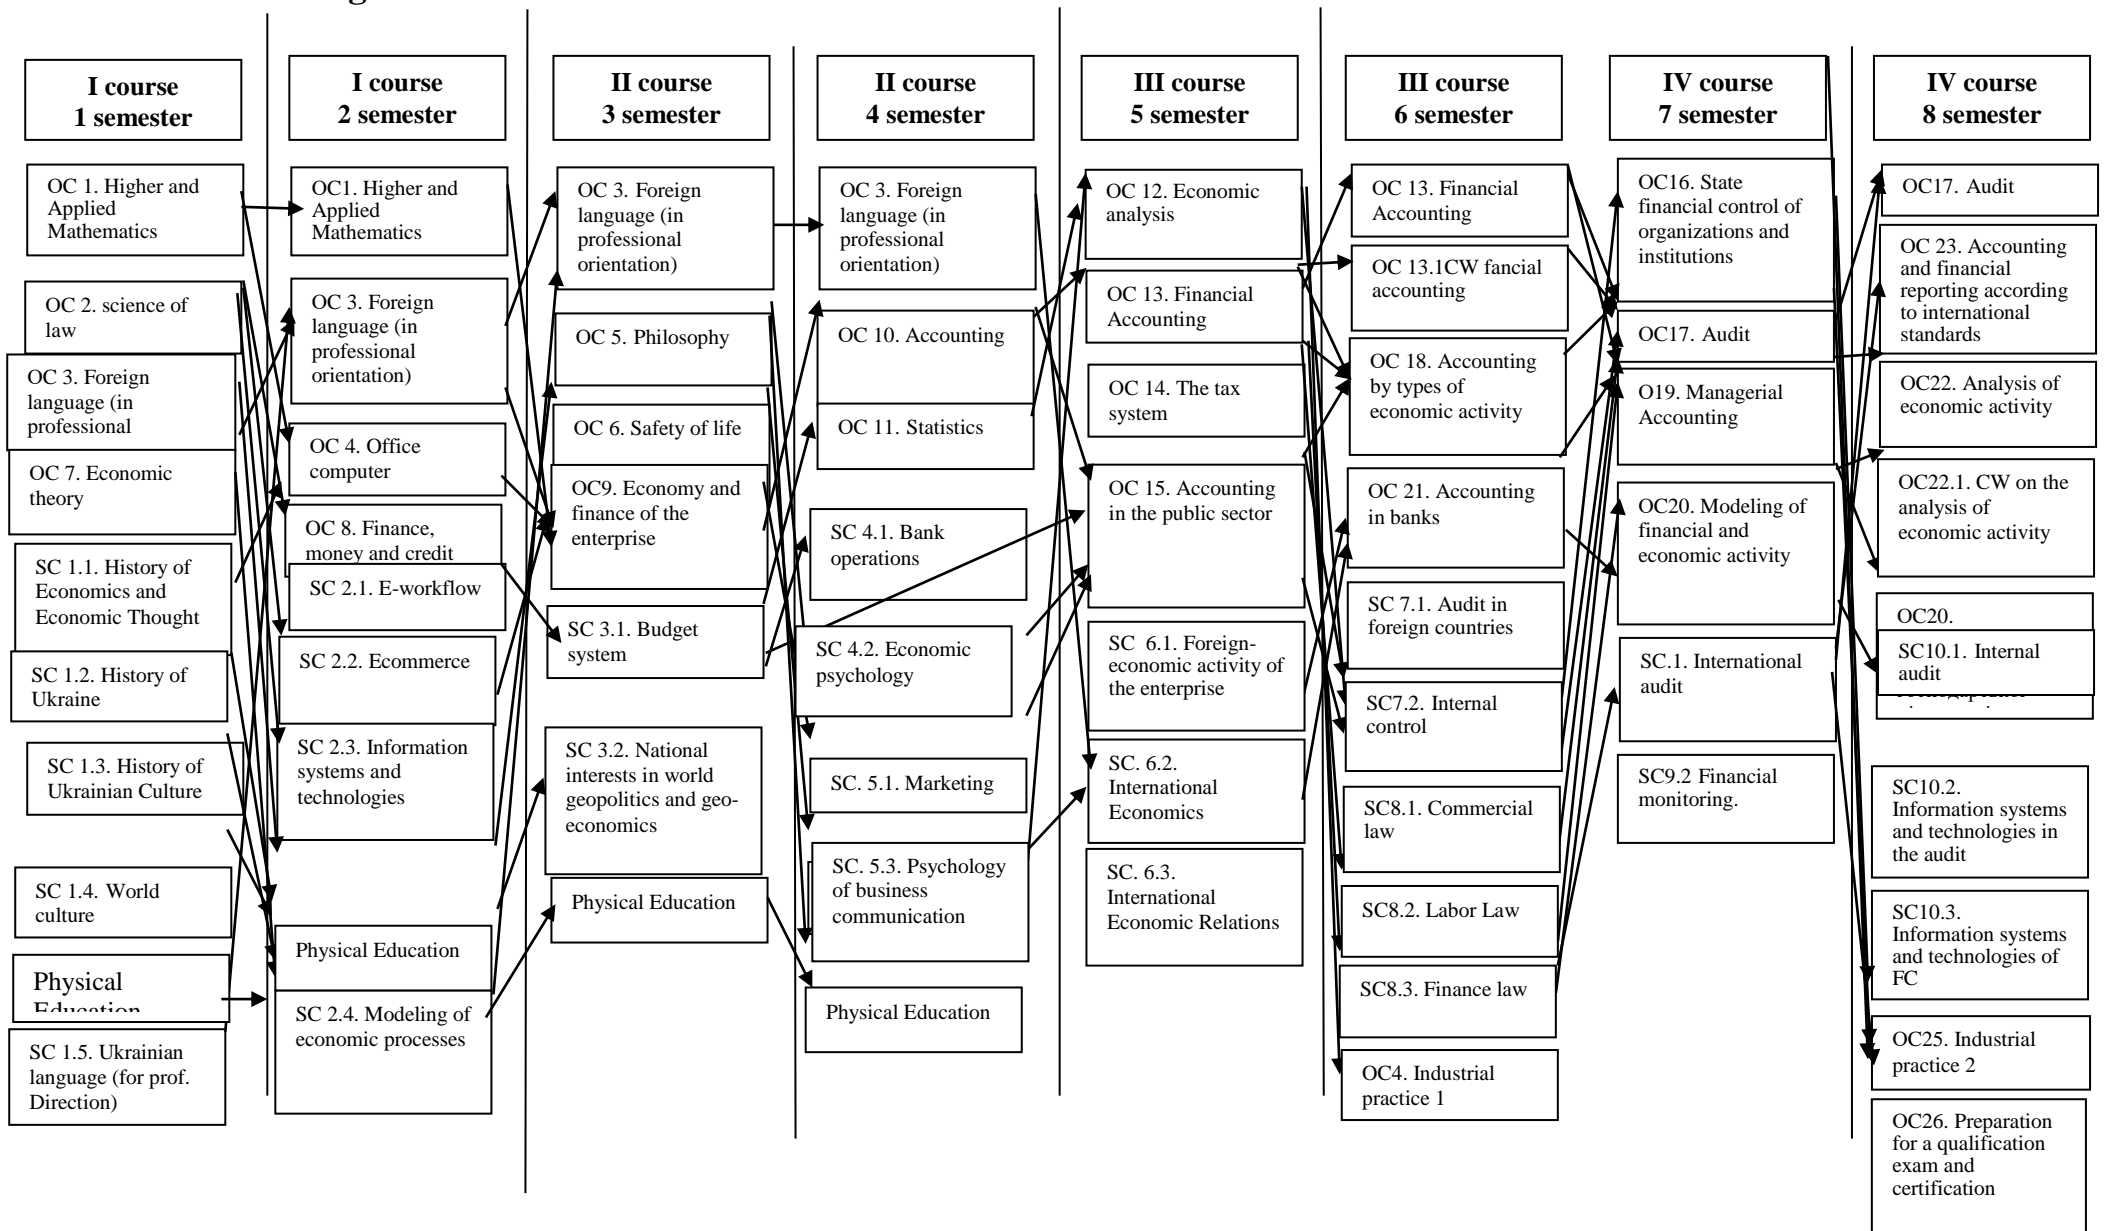 I course
1 semester
OC 1. Higher and
Applied
Mathematics
OC 2. science of
law
OC 3. Foreign
language (in
professional
OC 7. Economic
theory
SC 1.1. History of
Economics and
Economic Thought
SC 1.2. History of
Ukraine
SC 1.3. History of
Ukrainian Culture
SC 1.4. World
culture
Physical
Education
SC 1.5. Ukrainian
language (for prof.
Direction)
I course
2 semester
OC1. Higher and
Applied
Mathematics
OC 3. Foreign
language (in
professional
orientation)
OC 4. Office
computer
OC 8. Finance,
money and credit
SC 2.1. E-workflow
SC 2.2. Ecommerce
SC 2.3. Information
systems and
technologies
Physical Education
SC 2.4. Modeling of
economic processes
II course
3 semester
OC 3. Foreign
language (in
professional
orientation)
OC 5. Philosophy
OC 6. Safety of life
OC9. Economy and
finance of the
enterprise
SC 3.1. Budget
system
SC 3.2. National
interests in world
geopolitics and geo-
economics
Physical Education
II course
4 semester
OC 3. Foreign
language (in
professional
orientation)
OC 10. Accounting
OC 11. Statistics
SC 4.1. Bank
operations
SC 4.2. Economic
psychology
SC. 5.1. Marketing
SC. 5.3. Psychology
of business
communication
Physical Education
III course
5 semester
OC 12. Economic
analysis
OC 13. Financial
Accounting
OC 14. The tax
system
OC 15. Accounting
in the public sector
SC 6.1. Foreign-
economic activity of
the enterprise
SC. 6.2.
International
Economics
SC. 6.3.
International
Economic Relations
III course
6 semester
OC 13. Financial
Accounting
OC 13.1CW fancial
accounting
OC 18. Accounting
by types of
economic activity
OC 21. Accounting
in banks
SC 7.1. Audit in
foreign countries
SC7.2. Internal
control
SC8.1. Commercial
law
SC8.2. Labor Law
SC8.3. Finance law
OC4. Industrial
practice 1
IV course
7 semester
OC16. State
financial control of
organizations and
institutions
OC17. Audit
O19. Managerial
Accounting
OC20. Modeling of
financial and
economic activity
SC.1. International
audit
SC9.2 Financial
monitoring.
IV course
8 semester
OC17. Audit
OC 23. Accounting
and financial
reporting according
to international
standards
OC22. Analysis of
economic activity
OC22.1. CW on the
analysis of
economic activity
OC20.
SC10.1. Internal
audit
SC10.2.
Information systems
and technologies in
the audit
SC10.3.
Information systems
and technologies of
FC
OC25. Industrial
practice 2
OC26. Preparation
for a qualification
exam and
certification